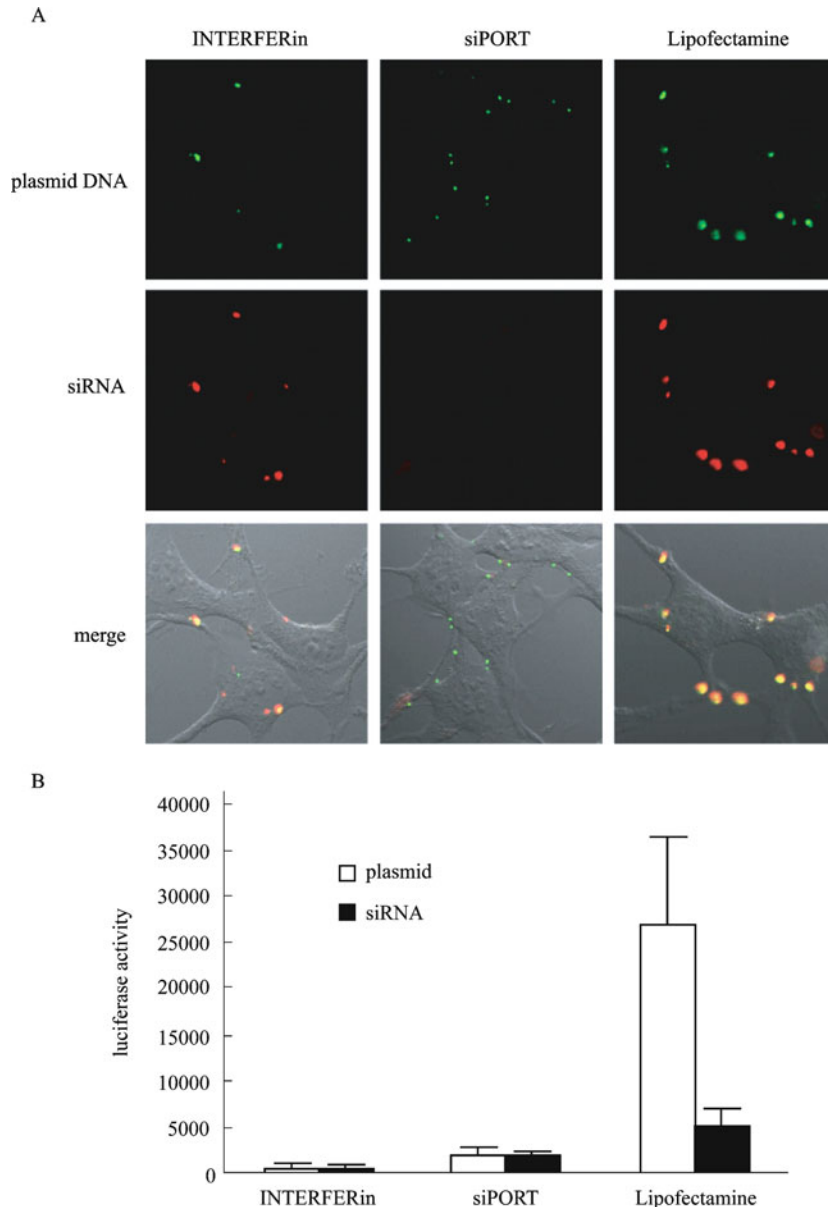 A
INTERFERin siPORT Lipofectamine
plasmid DNA
siRNA
merge
B
40000
35000
30000
25000
20000
15000
10000
5000
0
luciferase activity
plasmid
siRNA
INTERFERin siPORT Lipofectamine